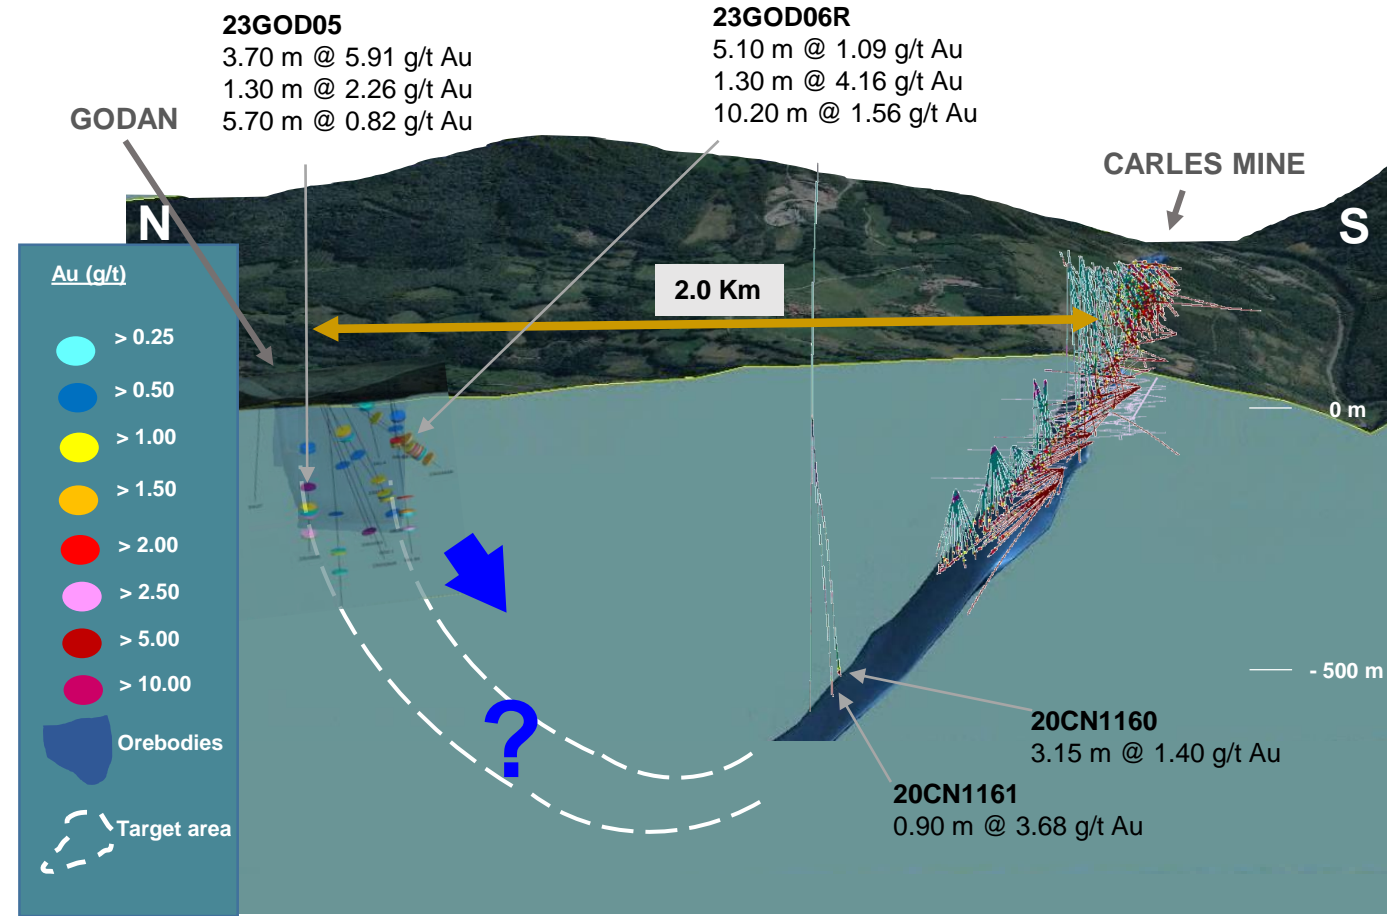 23GOD05
3.70 m @ 5.91 g/t Au
1.30 m @ 2.26 g/t Au
5.70 m @ 0.82 g/t Au
23GOD06R
5.10 m @ 1.09 g/t Au
1.30 m @ 4.16 g/t Au
10.20 m @ 1.56 g/t Au
GODAN
CARLES MINE
N
S
2.0 Km
Au (g/t)
> 0.25
> 0.50
> 1.00
> 1.50
> 2.00
> 2.50
> 5.00
> 10.00
Orebodies
Target area
0 m
- 500 m
?
20CN1160
3.15 m @ 1.40 g/t Au
20CN1161
0.90 m @ 3.68 g/t Au